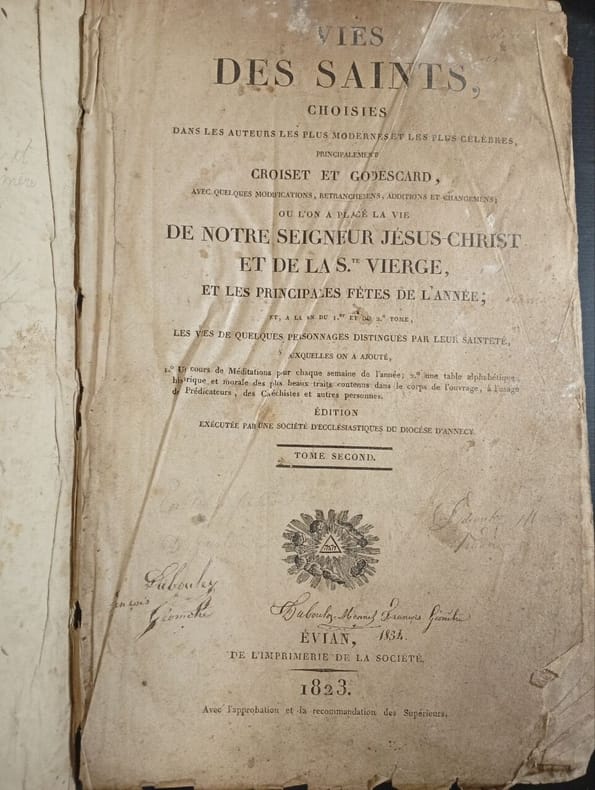 VIES
DES SAINTS,
CHOISIES
DANS LES AUTEURS LES PLUS MODERNES ET LES PLUS CÉLÈBRES,
PRINCIPALEMENT
CROISET ET GODESCARD,
AVEC QUELQUES MODIFICATIONS, RETRANCHEMENS, ADDITIONS ET CHANGEMENS;
OU L'ON A PLACÉ LA VIE
DE NOTRE SEIGNEUR JÉSUS-CHRIST
ET DE LA S.TE VIERGE,
ET LES PRINCIPALES FÊTES DE L'ANNÉE;
ET, A LA FIN DU 1.er ET DU 2.e TOME,
LES VIES DE QUELQUES PERSONNAGES DISTINGUÉS PAR LEUR SAINTETÉ,
AUXQUELLES ON A AJOUTÉ,
1.o Un cours de Méditations pour chaque semaine de l'année; 2.o une table alphabétique,
historique et morale des plus beaux traits contenus dans le corps de l'ouvrage, à l'usage
de Prédicateurs, des Catéchistes et autres personnes.
ÉDITION
EXÉCUTÉE PAR UNE SOCIÉTÉ D'ECCLÉSIASTIQUES DU DIOCÈSE D'ANNECY.
TOME SECOND.
Duboulez
François
Dubouloz-Monnet François
1834.
ÉVIAN,
DE L'IMPRIMERIE DE LA SOCIÉTÉ.
1823.
Avec l'approbation et la recommandation des Supérieurs.